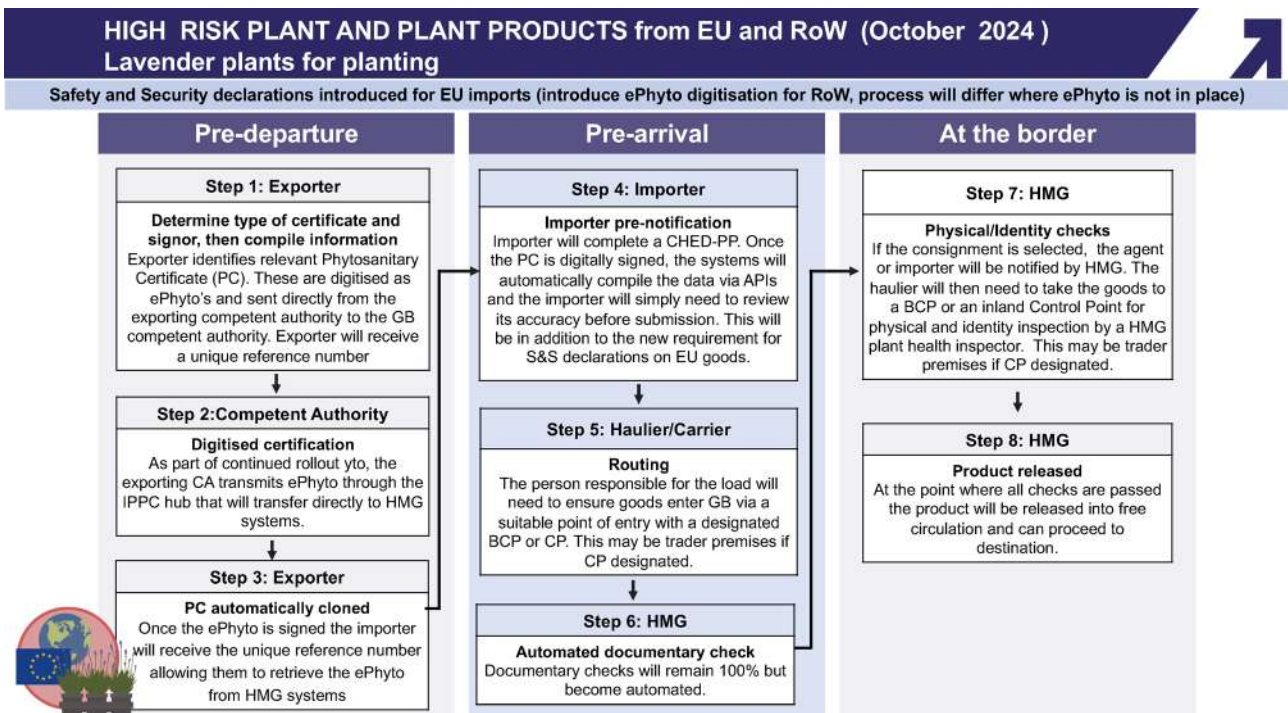 HIGH RISK PLANT AND PLANT PRODUCTS from EU and RoW (October 2024 )
Lavender plants for planting
Safety and Security declarations introduced for EU imports (introduce ePhyto digitisation for RoW, process will differ where ePhyto is not in place)
Pre-departure
Step 1: Exporter
Determine type of certificate and
signor, then compile information
Exporter identifies relevant Phytosanitary
Certificate (PC). These are digitised as
ePhyto's and sent directly from the
exporting competent authority to the GB
competent authority. Exporter will receive
a unique reference number
Step 2:Competent Authority
Digitised certification
As part of continued rollout yto, the
exporting CA transmits ePhyto through the
IPPC hub that will transfer directly to HMG
systems.
Step 3: Exporter
PC automatically cloned
Once the ePhyto is signed the importer
will receive the unique reference number
allowing them to retrieve the ePhyto
from HMG systems
Pre-arrival
Step 4: Importer
Importer pre-notification
Importer will complete a CHED-PP. Once
the PC is digitally signed, the systems will
automatically compile the data via APIs
and the importer will simply need to review
its accuracy before submission. This will
be in addition to the new requirement for
S&S declarations on EU goods.
Step 5: Haulier/Carrier
Routing
The person responsible for the load will
need to ensure goods enter GB via a
suitable point of entry with a designated
BCP or CP. This may be trader premises if
CP designated.
Step 6: HMG
Automated documentary check
Documentary checks will remain 100% but
become automated.
At the border
Step 7: HMG
Physical/Identity checks
If the consignment is selected, the agent
or importer will be notified by HMG. The
haulier will then need to take the goods to
a BCP or an inland Control Point for
physical and identity inspection by a HMG
plant health inspector. This may be trader
premises if CP designated.
Step 8: HMG
Product released
At the point where all checks are passed
the product will be released into free
circulation and can proceed to
destination.